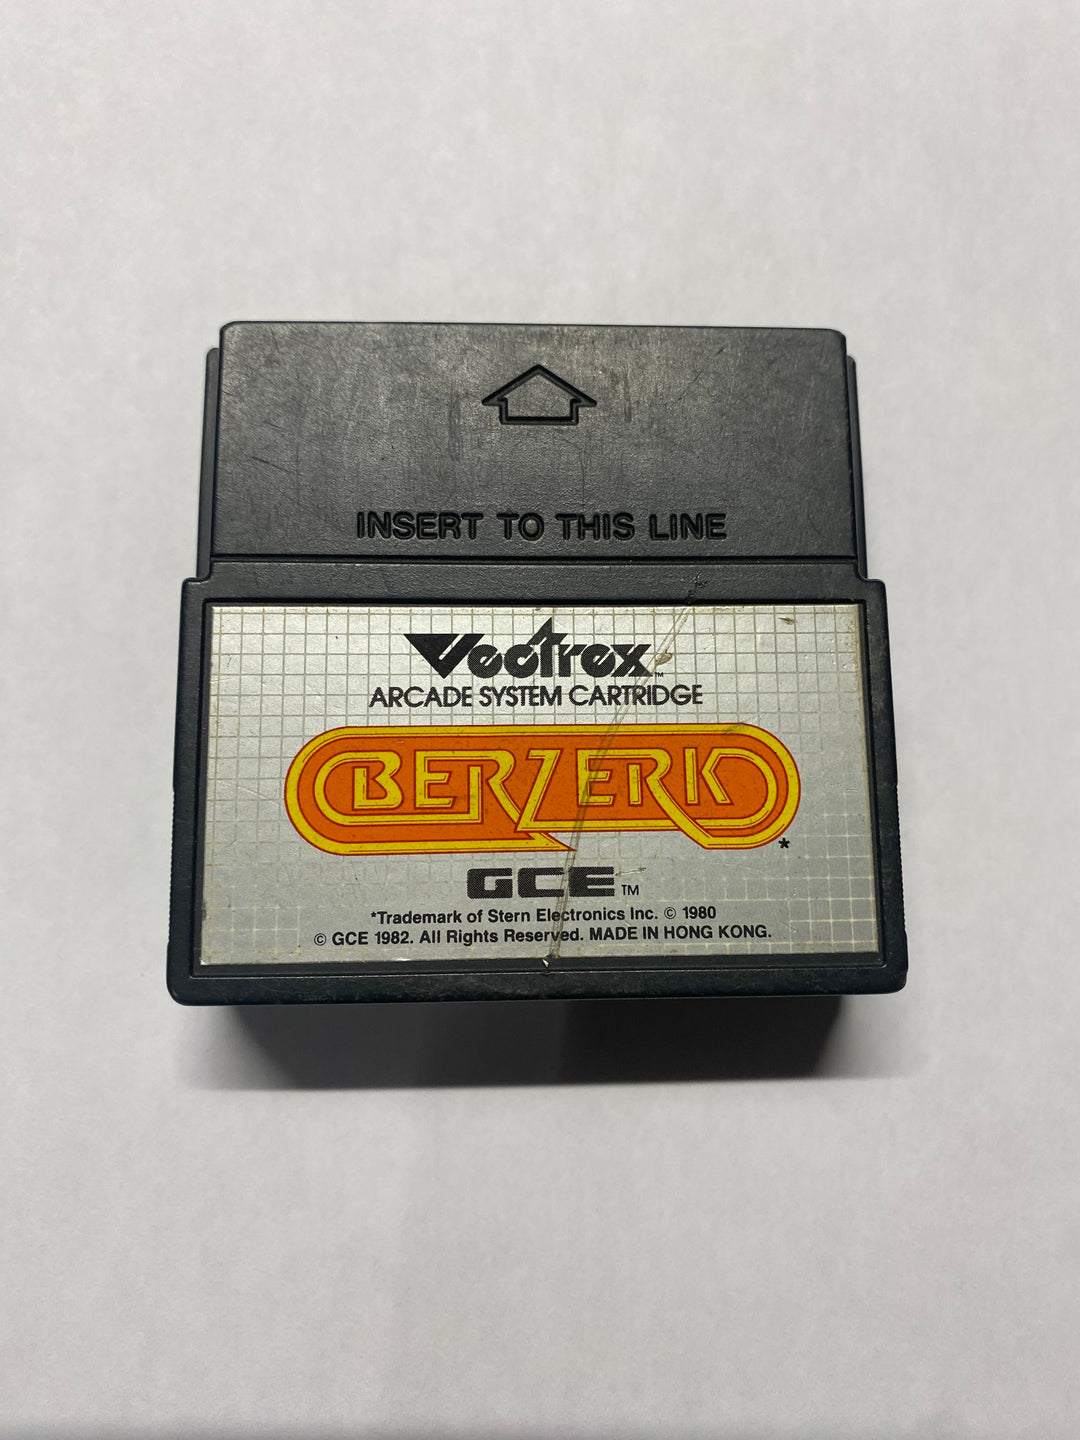 INSERT TO THIS LINE
Vectrex™
ARCADE SYSTEM CARTRIDGE
BERZERK*
GCE™
*Trademark of Stern Electronics Inc. © 1980
© GCE 1982. All Rights Reserved. MADE IN HONG KONG.